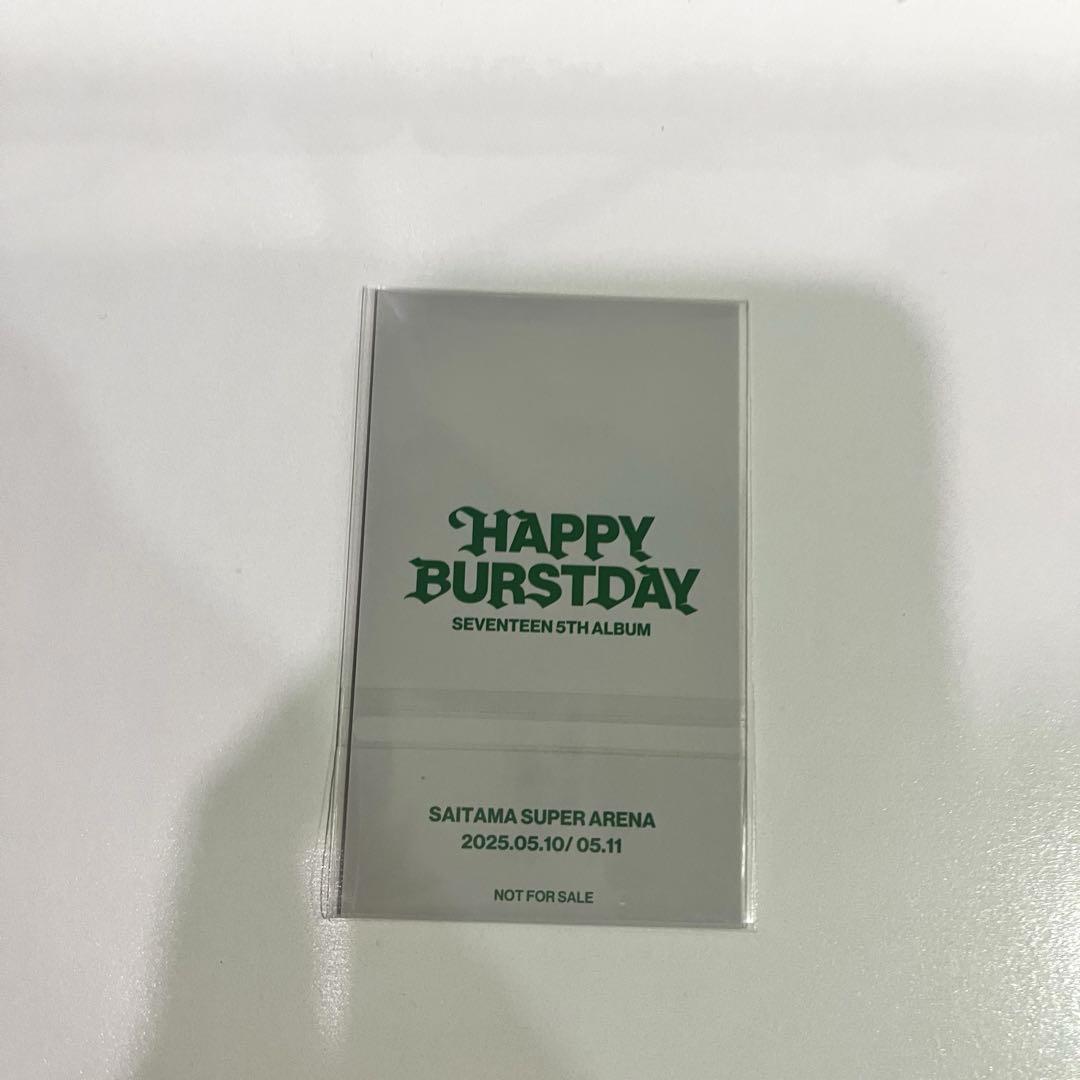 HAPPY
BURSTDAY
SEVENTEEN 5TH ALBUM
SAITAMA SUPER ARENA
2025.05.10/ 05.11
NOT FOR SALE